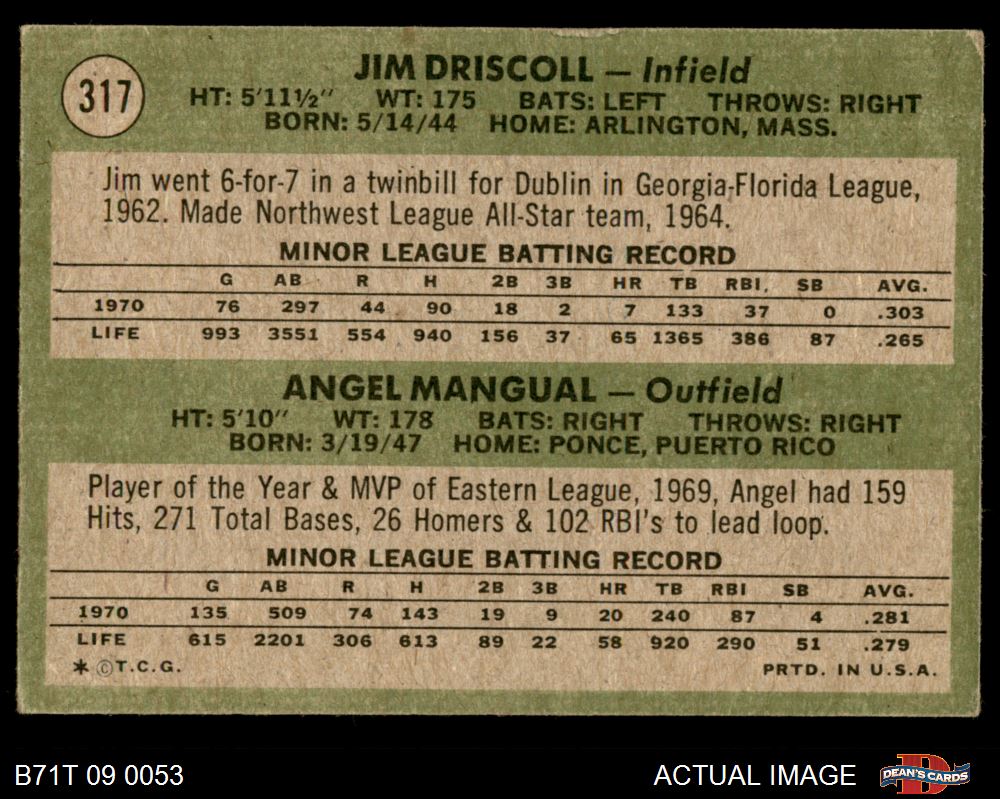 317
JIM DRISCOLL — Infield
HT: 5'11½" WT: 175 BATS: LEFT THROWS: RIGHT
BORN: 5/14/44 HOME: ARLINGTON, MASS.
Jim went 6-for-7 in a twinbill for Dublin in Georgia-Florida League,
1962. Made Northwest League All-Star team, 1964.
MINOR LEAGUE BATTING RECORD
G AB R H 2B 3B HR TB RBI. SB AVG.
1970 76 297 44 90 18 2 7 133 37 0 .303
LIFE 993 3551 554 940 156 37 65 1365 386 87 .265
ANGEL MANGUAL — Outfield
HT: 5'10" WT: 178 BATS: RIGHT THROWS: RIGHT
BORN: 3/19/47 HOME: PONCE, PUERTO RICO
Player of the Year & MVP of Eastern League, 1969, Angel had 159
Hits, 271 Total Bases, 26 Homers & 102 RBI's to lead loop.
MINOR LEAGUE BATTING RECORD
G AB R H 2B 3B HR TB RBI SB AVG.
1970 135 509 74 143 19 9 20 240 87 4 .281
LIFE 615 2201 306 613 89 22 58 920 290 51 .279
* ©T.C.G. PRTD. IN U.S.A.
B71T 09 0053 ACTUAL IMAGE D DEAN'S CARDS